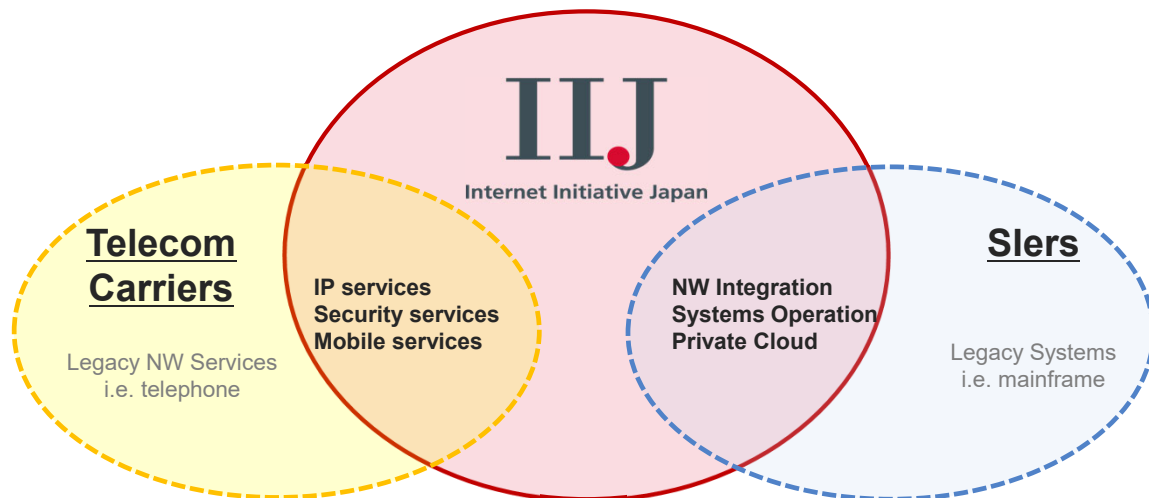 IIJ
Internet Initiative Japan
Telecom
Carriers
Legacy NW Services
i.e. telephone
IP services
Security services
Mobile services
NW Integration
Systems Operation
Private Cloud
SIers
Legacy Systems
i.e. mainframe